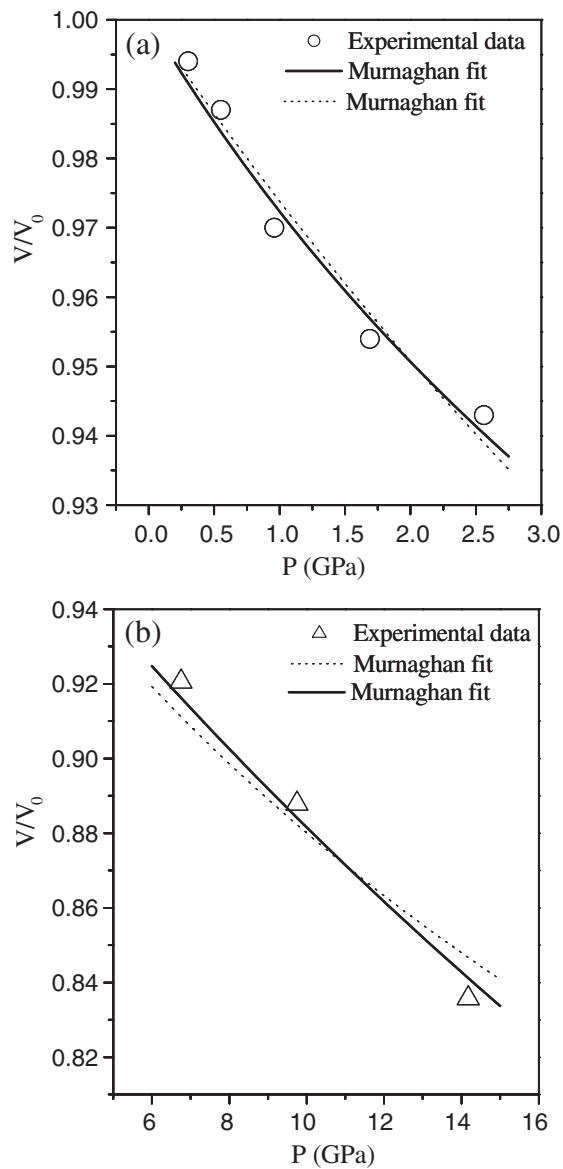 1.00
(a)
Experimental data
Murnaghan fit
Murnaghan fit
0.99
0.98
0.97
0.96
0.95
0.94
0.93
V/V₀
0.0 0.5 1.0 1.5 2.0 2.5 3.0
P (GPa)
0.94
(b)
Experimental data
Murnaghan fit
Murnaghan fit
0.92
0.90
0.88
0.86
0.84
0.82
V/V₀
6 8 10 12 14 16
P (GPa)